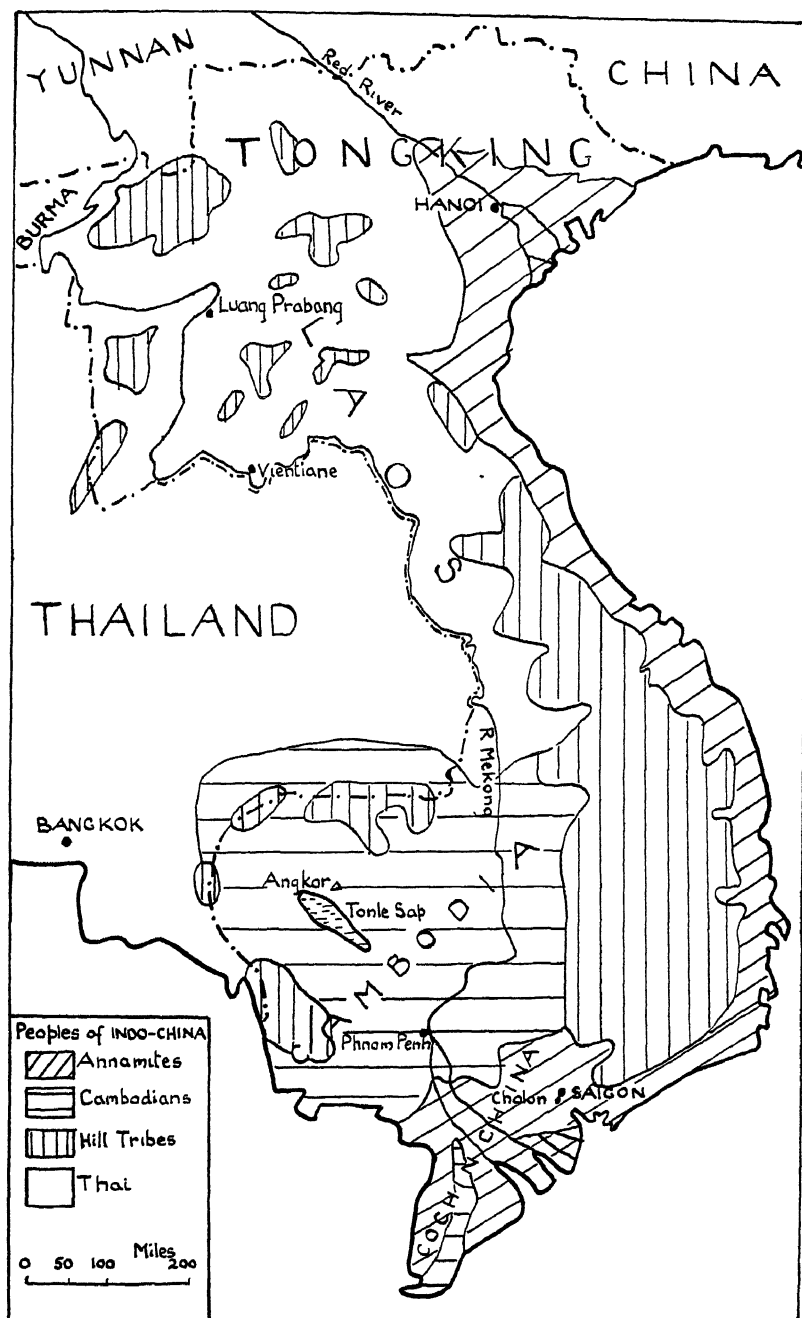 YUNNAN
CHINA
Red River
TONGKING
BURMA
HANOI
Luang Prabang
LAOS
Vientiane
THAILAND
R Mekong
BANGKOK
Angkor
Tonle Sap
CAMBODIA
Phnom Penh
Cholon
SAIGON
COCHIN CHINA
Peoples of INDO-CHINA
Annamites
Cambodians
Hill Tribes
Thai
Miles
0 50 100 200